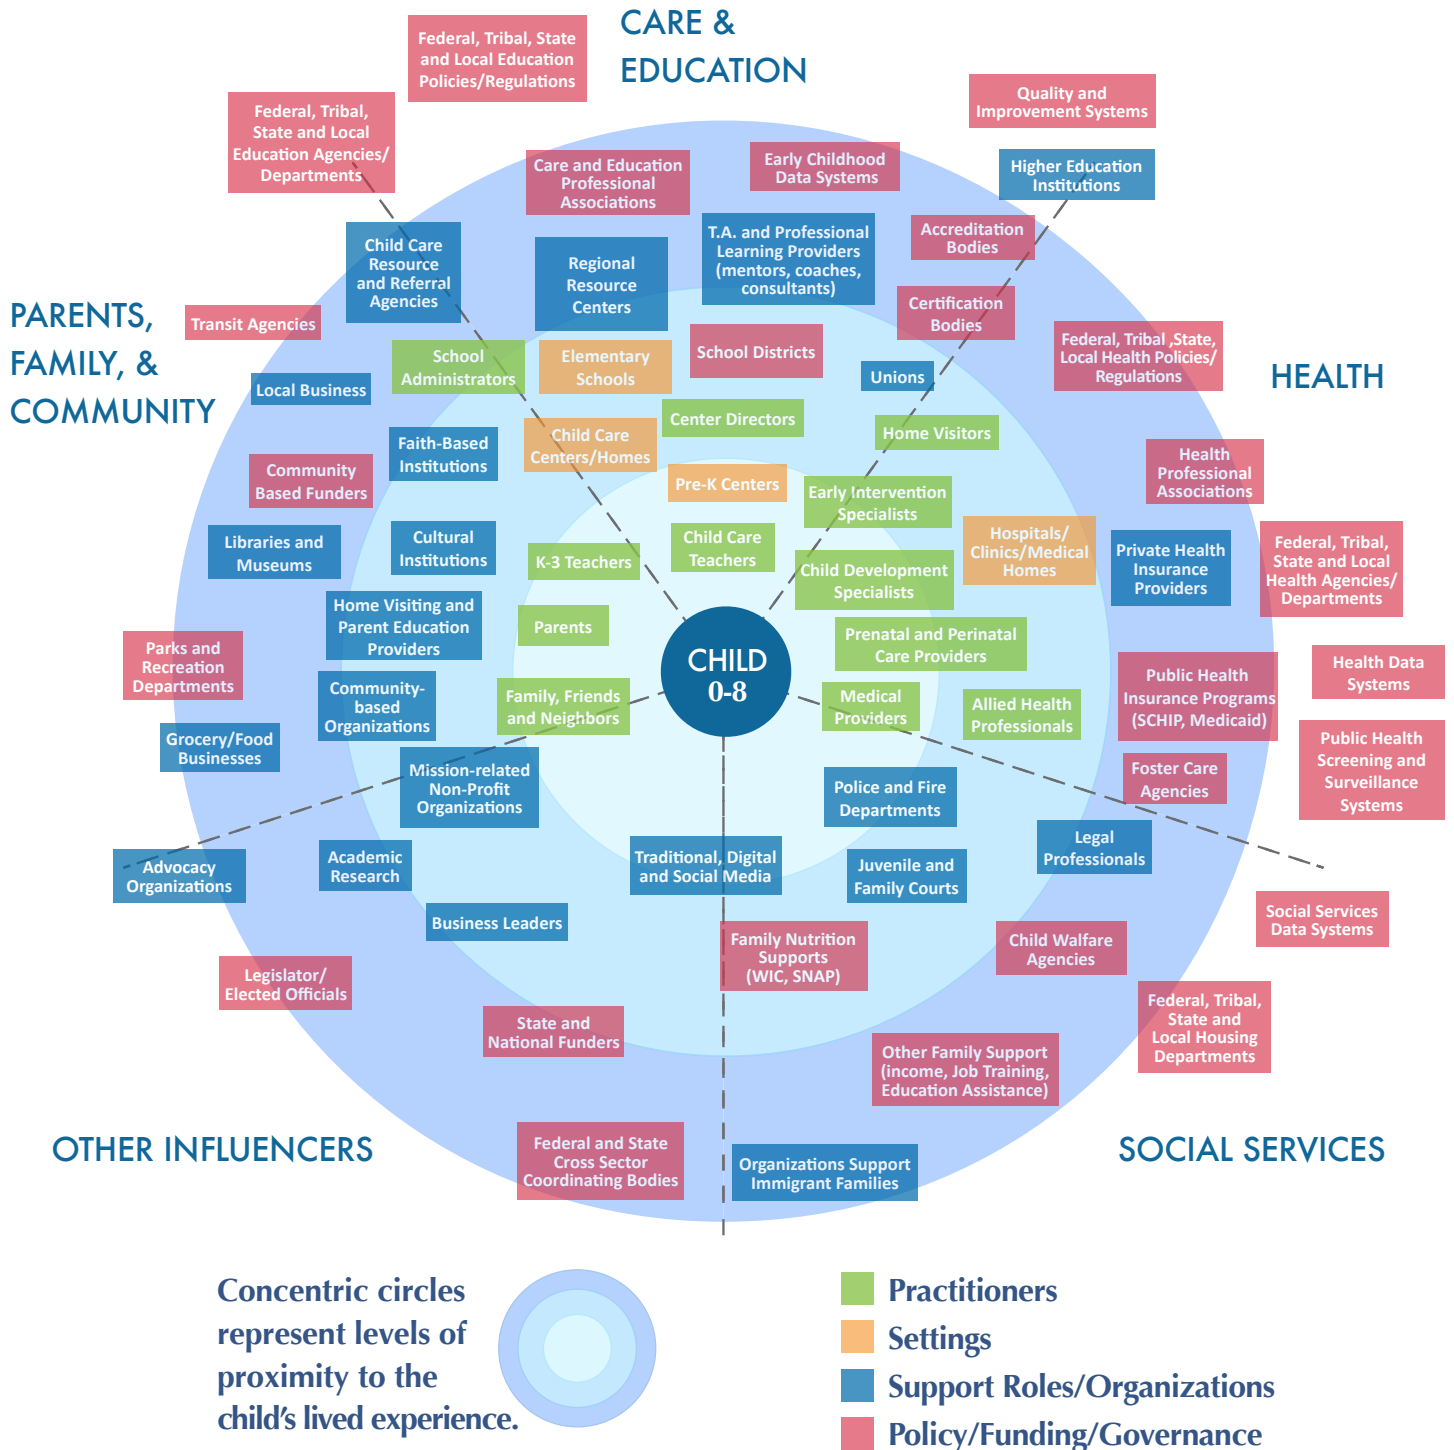 CARE &
EDUCATION
Federal, Tribal, State
and Local Education
Policies/Regulations
Quality and
Improvement Systems
Federal, Tribal,
State and Local
Education Agencies/
Departments
Care and Education
Professional
Associations
Early Childhood
Data Systems
Higher Education
Institutions
Child Care
Resource
and Referral
Agencies
Regional
Resource
Centers
T.A. and Professional
Learning Providers
(mentors, coaches,
consultants)
Accreditation
Bodies
Certification
Bodies
PARENTS,
FAMILY, &
COMMUNITY
Transit Agencies
School
Administrators
Elementary
Schools
School Districts
Unions
Federal, Tribal ,State,
Local Health Policies/
Regulations
HEALTH
Local Business
Center Directors
Home Visitors
Faith-Based
Institutions
Child Care
Centers/Homes
Community
Based Funders
Pre-K Centers
Early Intervention
Specialists
Health
Professional
Associations
Libraries and
Museums
Cultural
Institutions
K-3 Teachers
Child Care
Teachers
Child Development
Specialists
Hospitals/
Clinics/Medical
Homes
Private Health
Insurance
Providers
Federal, Tribal,
State and Local
Health Agencies/
Departments
Home Visiting and
Parent Education
Providers
Parents
CHILD
0-8
Prenatal and Perinatal
Care Providers
Parks and
Recreation
Departments
Community-
based
Organizations
Family, Friends
and Neighbors
Medical
Providers
Allied Health
Professionals
Public Health
Insurance Programs
(SCHIP, Medicaid)
Health Data
Systems
Grocery/Food
Businesses
Mission-related
Non-Profit
Organizations
Police and Fire
Departments
Foster Care
Agencies
Public Health
Screening and
Surveillance
Systems
Advocacy
Organizations
Academic
Research
Traditional, Digital
and Social Media
Juvenile and
Family Courts
Legal
Professionals
Business Leaders
Family Nutrition
Supports
(WIC, SNAP)
Child Walfare
Agencies
Social Services
Data Systems
Legislator/
Elected Officials
State and
National Funders
Other Family Support
(income, Job Training,
Education Assistance)
Federal, Tribal,
State and
Local Housing
Departments
OTHER INFLUENCERS
Federal and State
Cross Sector
Coordinating Bodies
Organizations Support
Immigrant Families
SOCIAL SERVICES
Concentric circles
represent levels of
proximity to the
child's lived experience.
Practitioners
Settings
Support Roles/Organizations
Policy/Funding/Governance